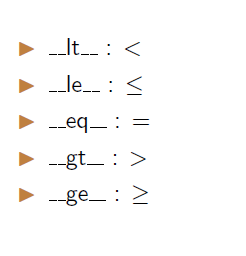 ▶ __lt__ : <
▶ __le__ : ≤
▶ __eq__ : =
▶ __gt__ : >
▶ __ge__ : ≥